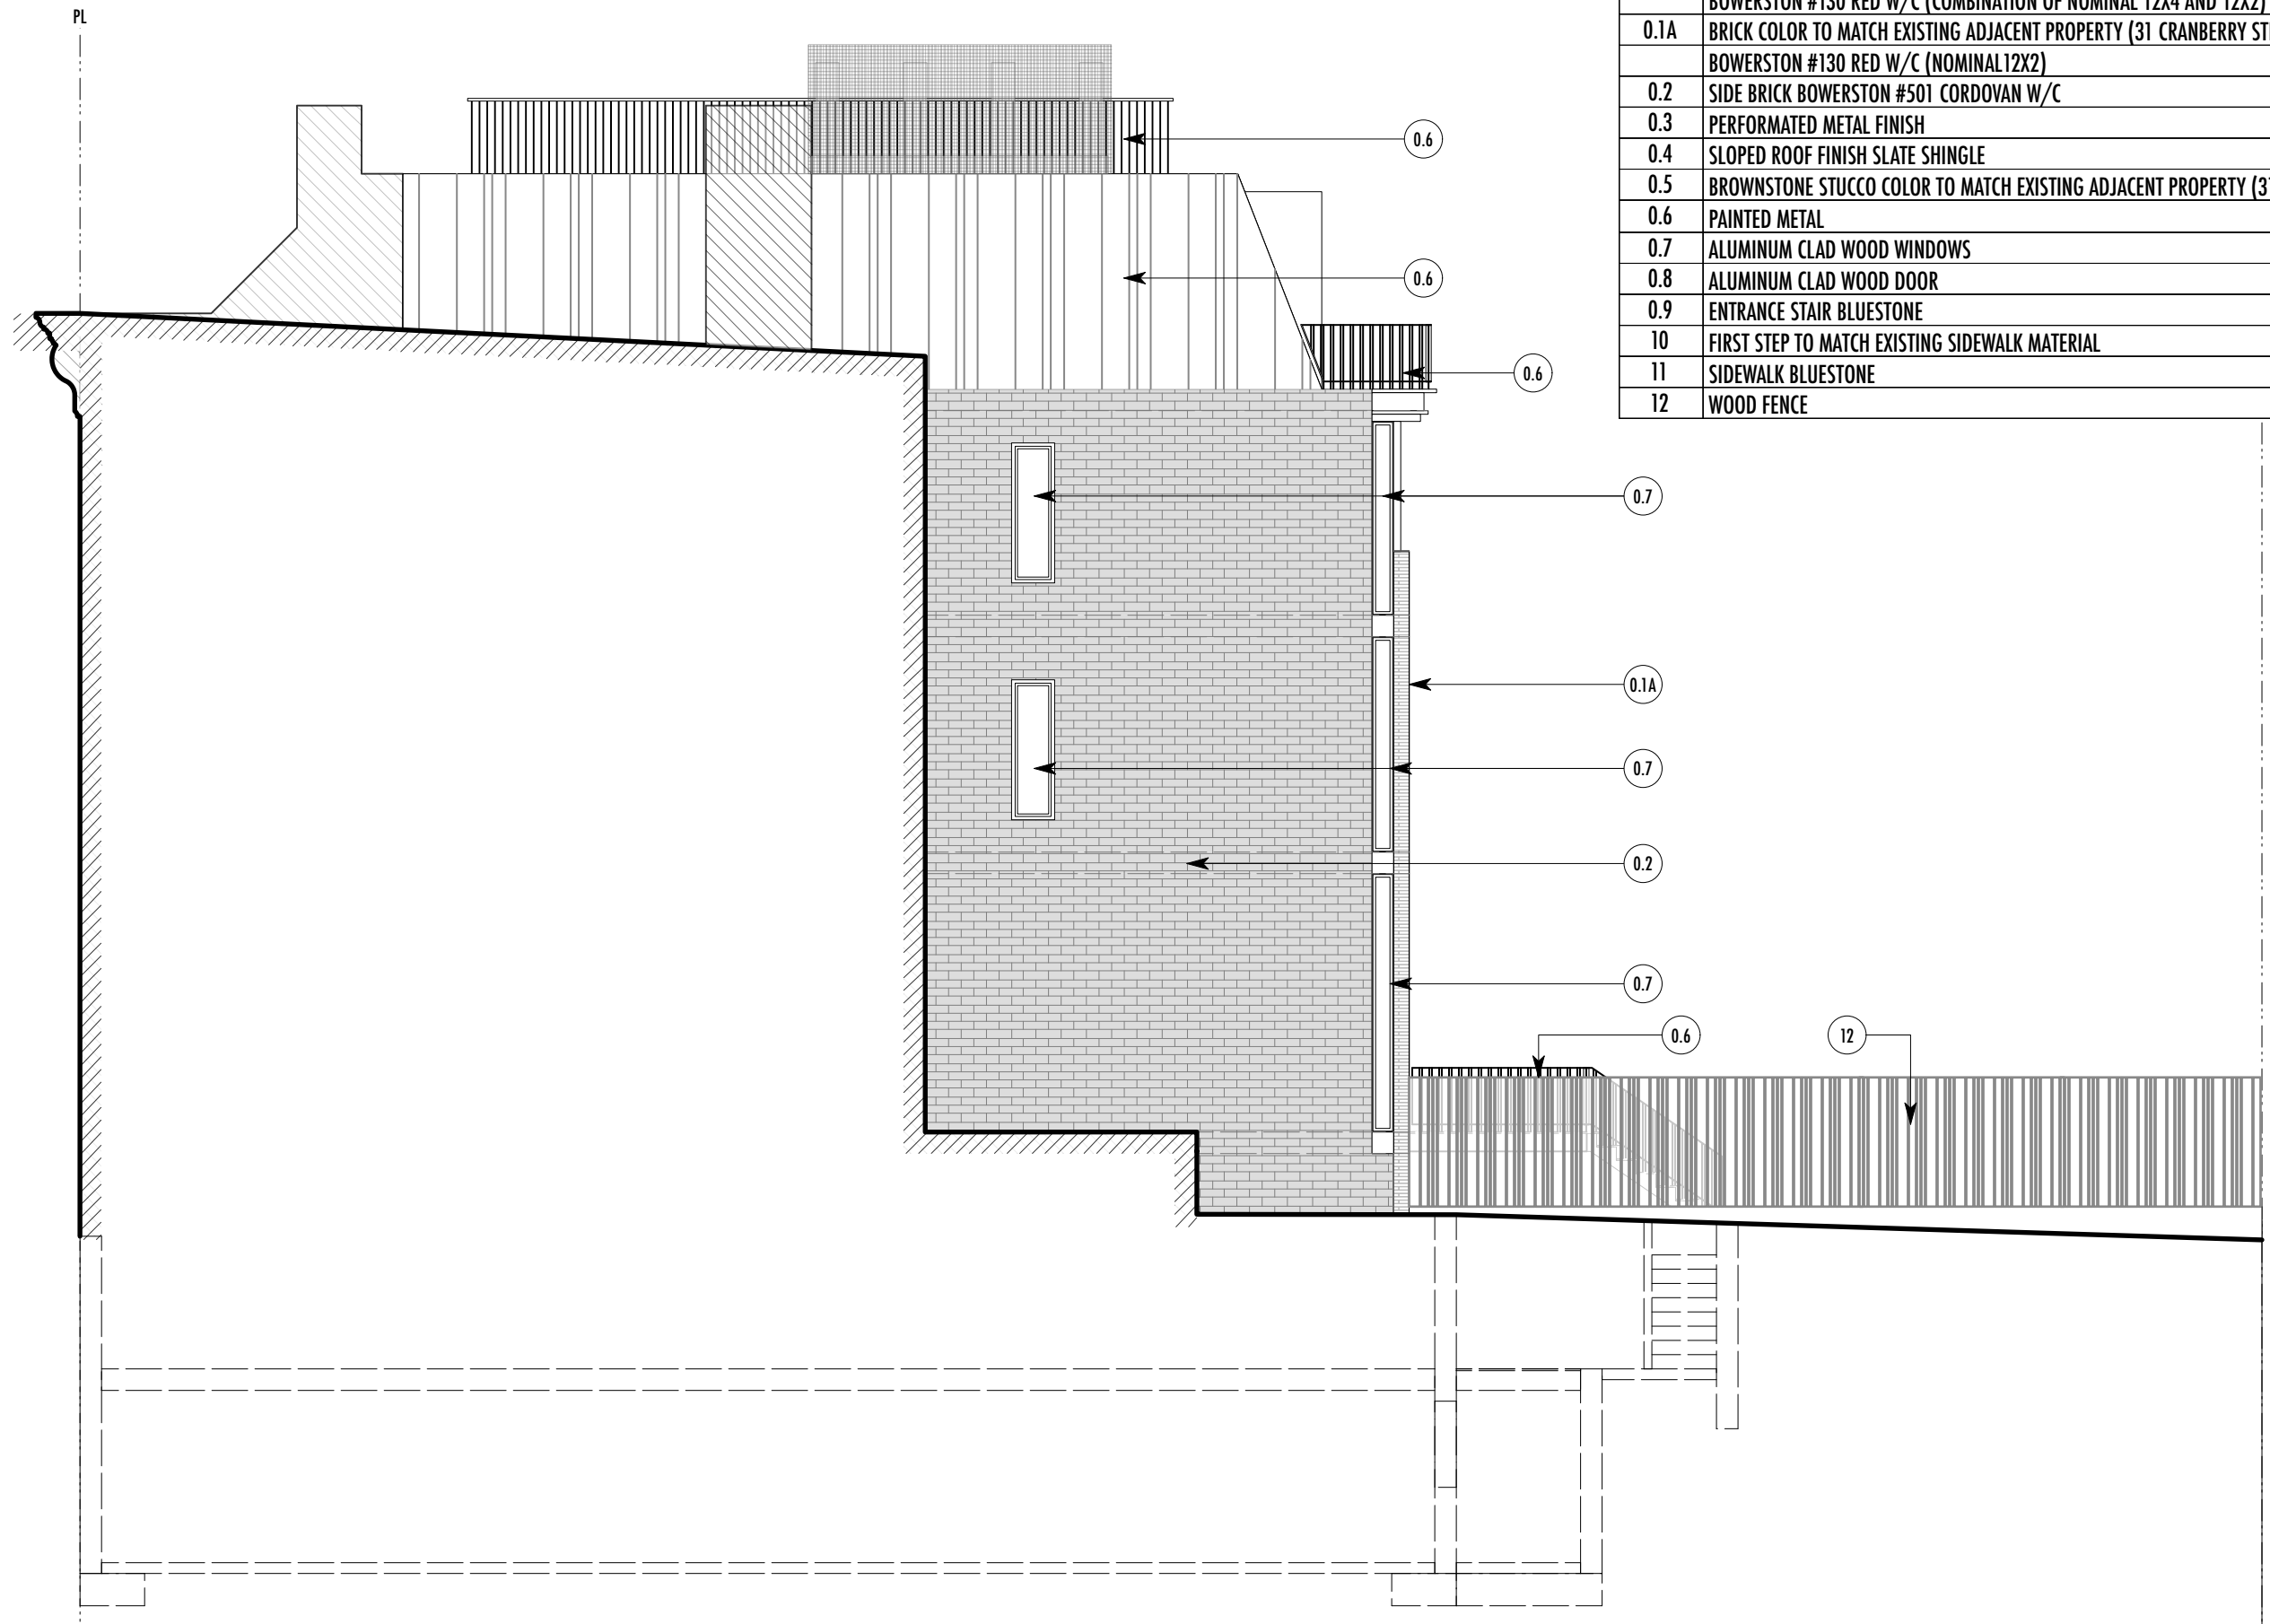 PL
BOWERSTON #130 RED W/C (COMBINATION OF NOMINAL 12X4 AND 12X2)
0.1A BRICK COLOR TO MATCH EXISTING ADJACENT PROPERTY (31 CRANBERRY
BOWERSTON #130 RED W/C (NOMINAL12X2)
0.2 SIDE BRICK BOWERSTON #501 CORDOVAN W/C
0.3 PERFORMATED METAL FINISH
0.4 SLOPED ROOF FINISH SLATE SHINGLE
0.5 BROWNSTONE STUCCO COLOR TO MATCH EXISTING ADJACENT PROPERTY
0.6 PAINTED METAL
0.7 ALUMINUM CLAD WOOD WINDOWS
0.8 ALUMINUM CLAD WOOD DOOR
0.9 ENTRANCE STAIR BLUESTONE
10 FIRST STEP TO MATCH EXISTING SIDEWALK MATERIAL
11 SIDEWALK BLUESTONE
12 WOOD FENCE
0.6
0.6
0.6
0.7
0.1A
0.7
0.2
0.7
0.6
12